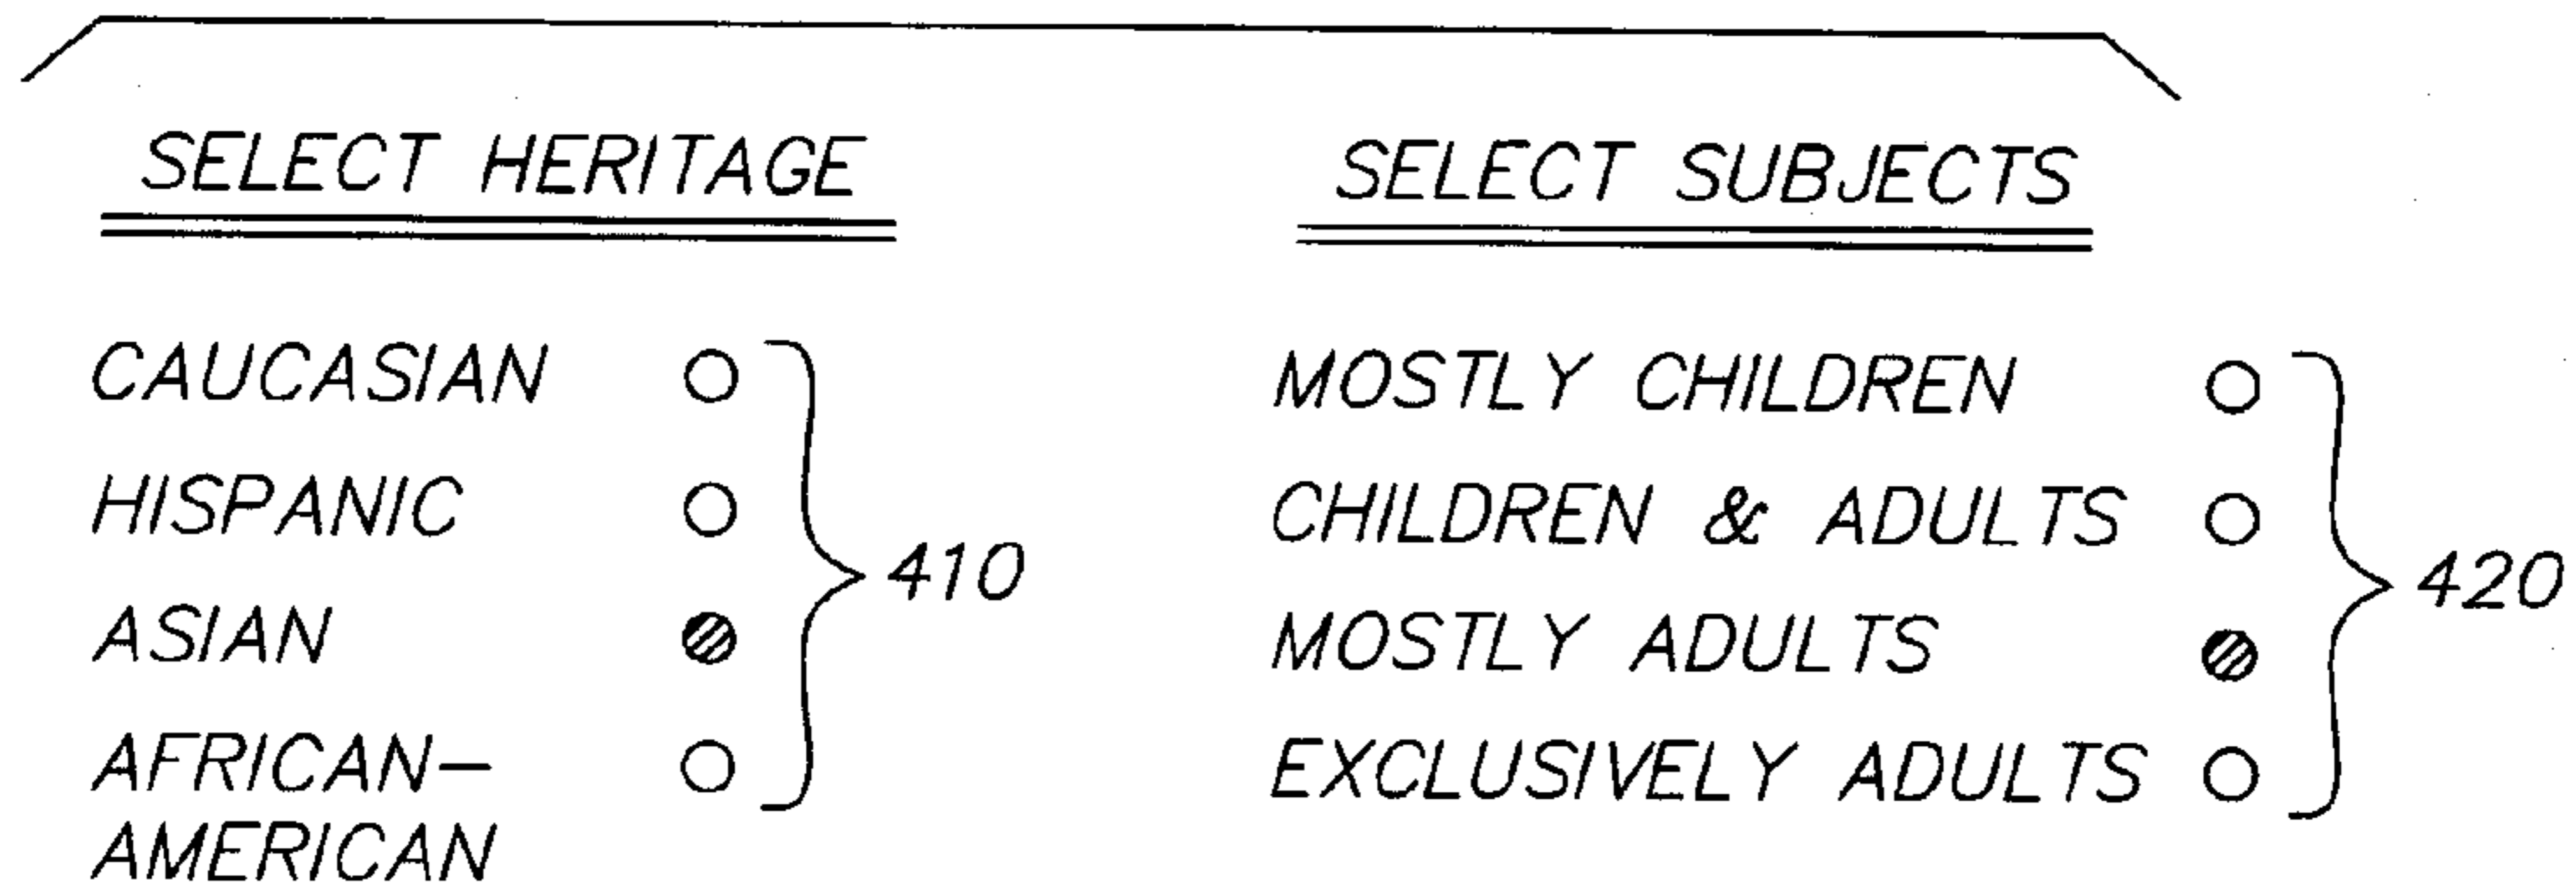 SELECT HERITAGE
CAUCASIAN
HISPANIC
ASIAN
AFRICAN-
AMERICAN
410
SELECT SUBJECTS
MOSTLY CHILDREN
CHILDREN & ADULTS
MOSTLY ADULTS
EXCLUSIVELY ADULTS
420